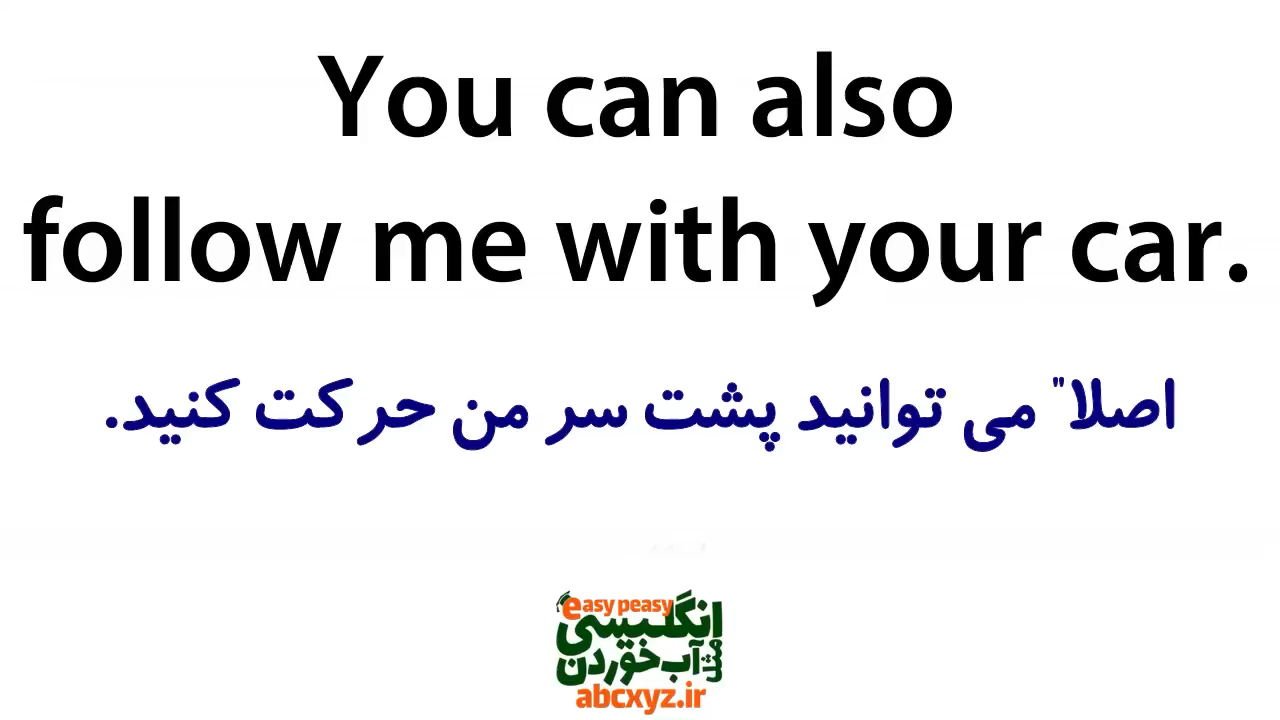 You can also
follow me with your car.
اصلا" می توانید پشت سر من حرکت کنید.
easy peasy
انگلیسی
مثل آب خوردن
abcxyz.ir